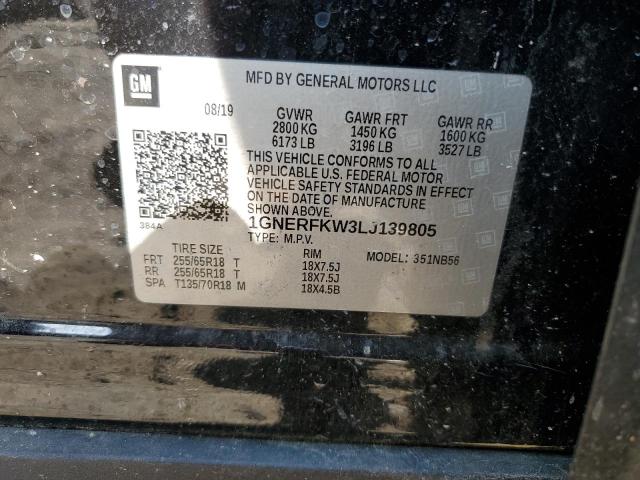 GM
MFD BY GENERAL MOTORS LLC
08/19 GVWR GAWR FRT GAWR RR
2800 KG 1450 KG 1600 KG
6173 LB 3196 LB 3527 LB
THIS VEHICLE CONFORMS TO ALL
APPLICABLE U.S. FEDERAL MOTOR
VEHICLE SAFETY STANDARDS IN EFFECT
ON THE DATE OF MANUFACTURE
SHOWN ABOVE.
384A 1GNERFKW3LJ139805
TYPE: M.P.V. MODEL: 351NB56
TIRE SIZE RIM
FRT 255/65R18 T 18X7.5J
RR 255/65R18 T 18X7.5J
SPA T135/70R18 M 18X4.5B